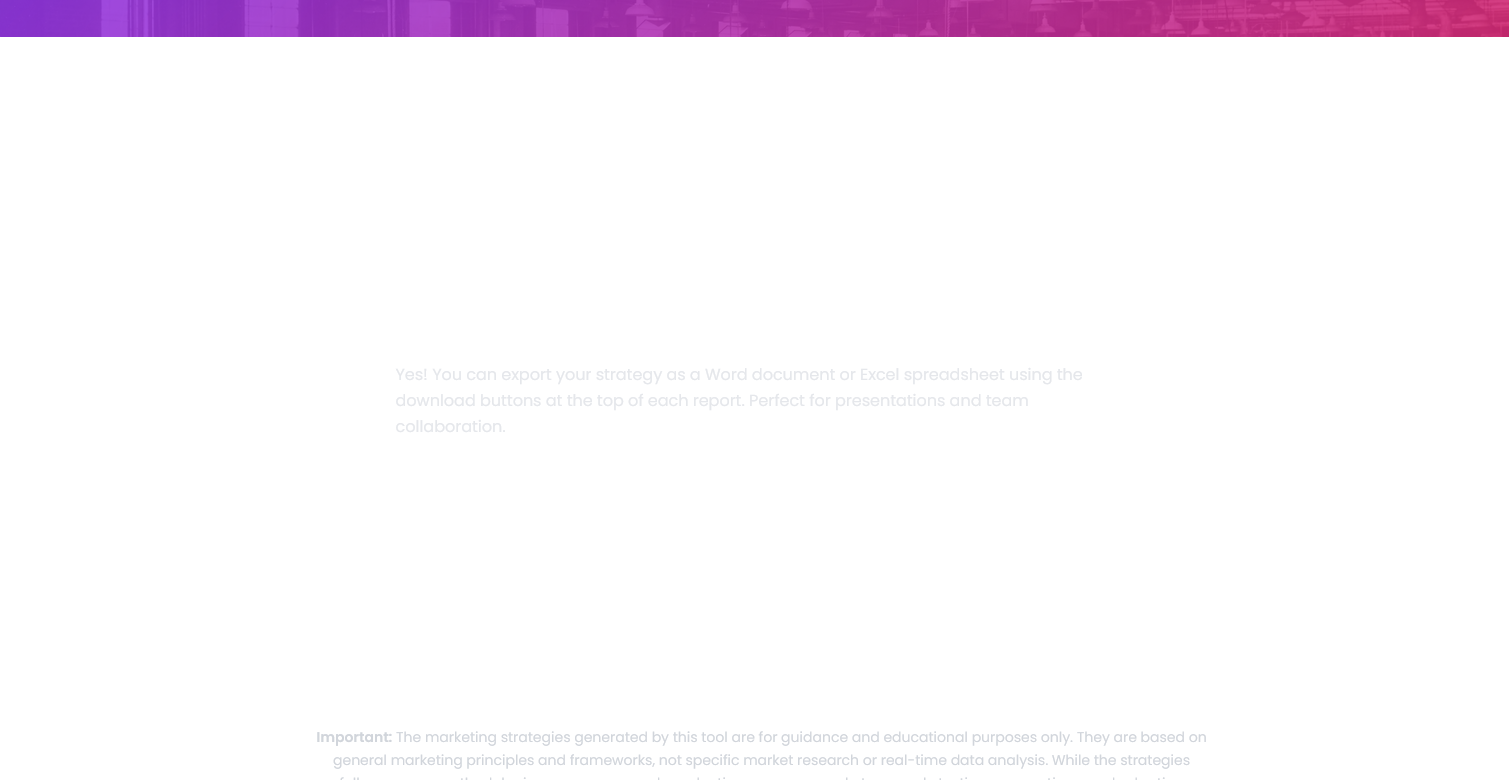 Yes! You can export your strategy as a Word document or Excel spreadsheet using the
download buttons at the top of each report. Perfect for presentations and team
collaboration.
Important: The marketing strategies generated by this tool are for guidance and educational purposes only. They are based on
general marketing principles and frameworks, not specific market research or real-time data analysis. While the strategies